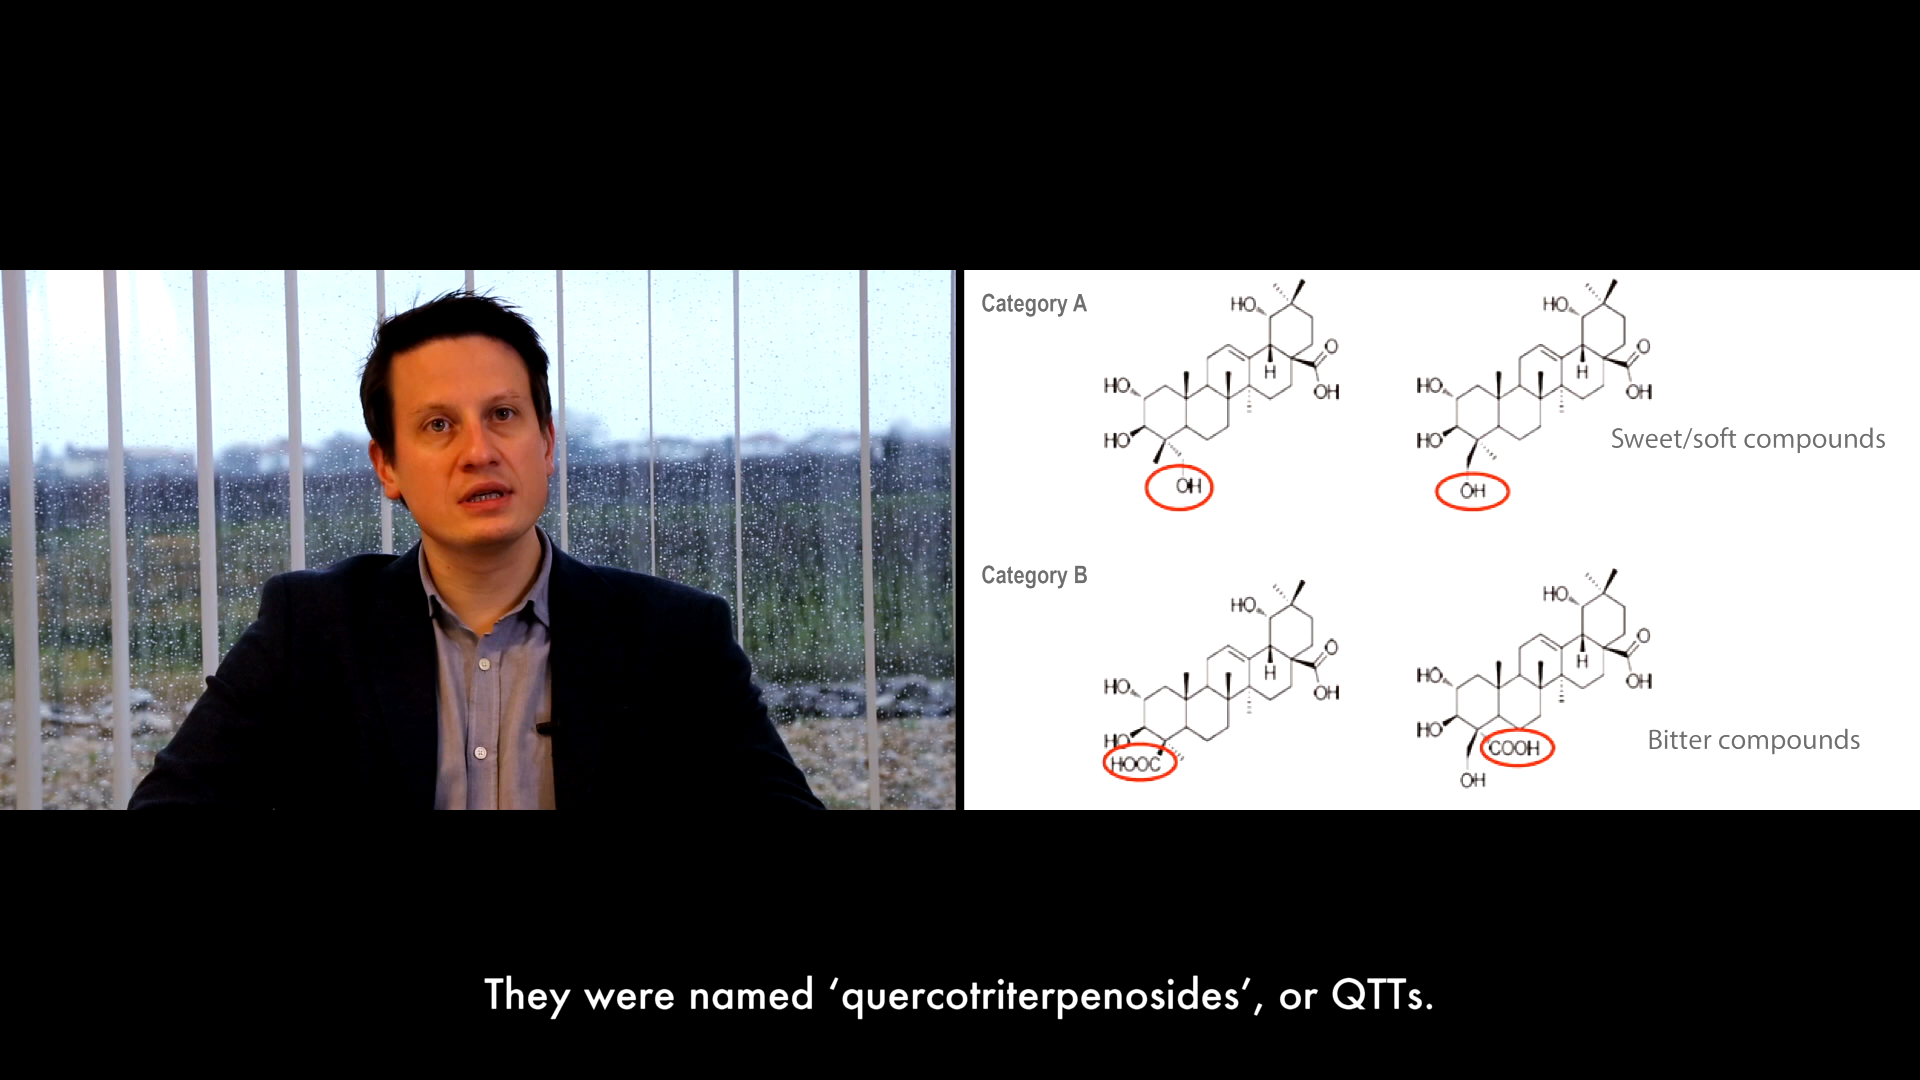 Category A
HO
HO
O
O
HO
H
OH
HO
H
OH
HO
HO
Sweet/soft compounds
OH
OH
Category B
HO
HO
O
O
HO
H
OH
HO
H
OH
HO
HO
Bitter compounds
HOOC
COOH
OH
They were named ‘quercotriterpenosides’, or QTTs.